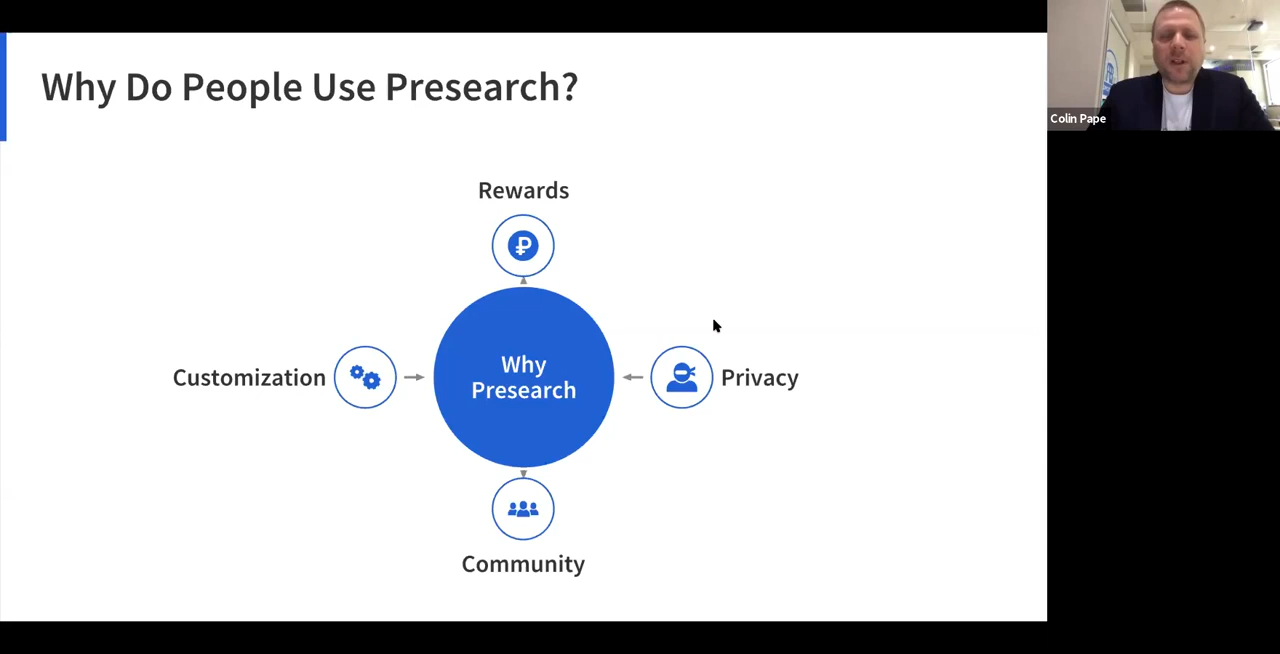 Why Do People Use Presearch?
Colin Pape
Rewards
Customization
Why
Presearch
Privacy
Community